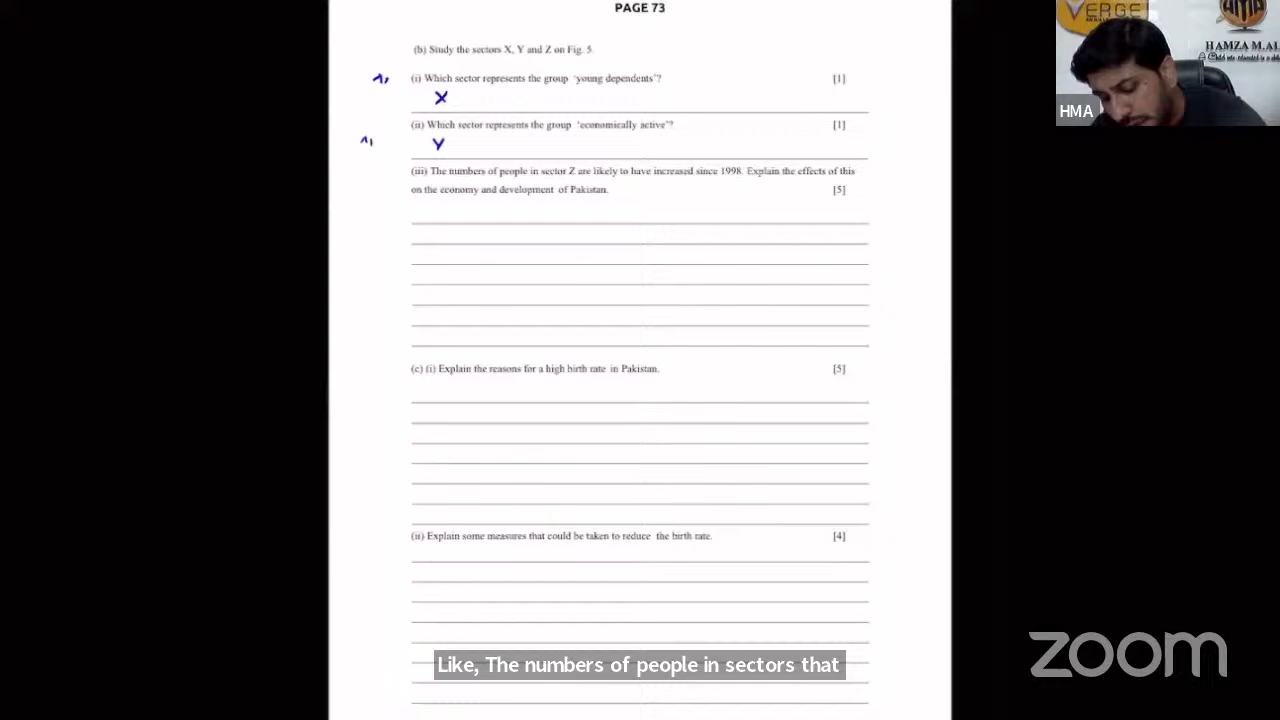 PAGE 73
VERGE
HMA
HAMZA M.AL
(b) Study the sectors X, Y and Z on Fig. 5.
(i) Which sector represents the group 'young dependents'? [1]
X
HMA
(ii) Which sector represents the group 'economically active'? [1]
Y
(iii) The numbers of people in sector Z are likely to have increased since 1998. Explain the effects of this
on the economy and development of Pakistan. [5]
(c) (i) Explain the reasons for a high birth rate in Pakistan. [5]
(ii) Explain some measures that could be taken to reduce the birth rate. [4]
Like, The numbers of people in sectors that
zoom